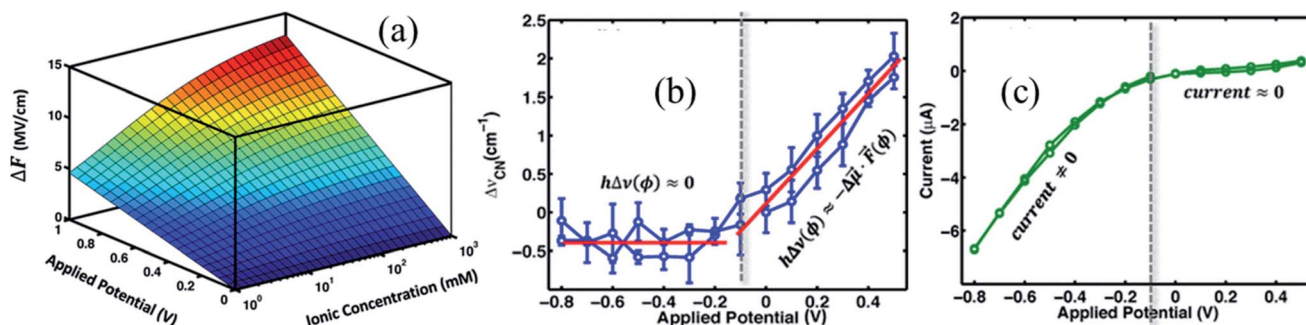 (a)
15
10
5
0
ΔF (MV/cm)
1
0.8
0.6
0.4
0.2
0
Applied Potential (V)
10⁰
10¹
10²
10³
Ionic Concentration (mM)
(b)
2
1.5
1
0.5
0
−0.5
Δν_CN(cm⁻¹)
hΔν(ϕ) ≈ 0
hΔν(ϕ) ≈ −Δμ⃗ · F⃗(ϕ)
−0.8 −0.6 −0.4 −0.2 0 0.2 0.4
Applied Potential (V)
(c)
2
0
−2
−4
−6
Current (μA)
current ≈ 0
current ≠ 0
−0.8 −0.6 −0.4 −0.2 0 0.2 0.4
Applied Potential (V)